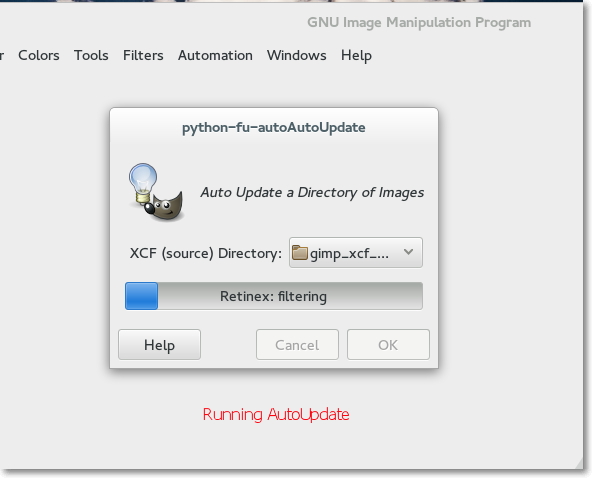 GNU Image Manipulation Program
r Colors Tools Filters Automation Windows Help
python-fu-autoAutoUpdate
Auto Update a Directory of Images
XCF (source) Directory: gimp_xcf_...
Retinex: filtering
Help Cancel OK
Running AutoUpdate